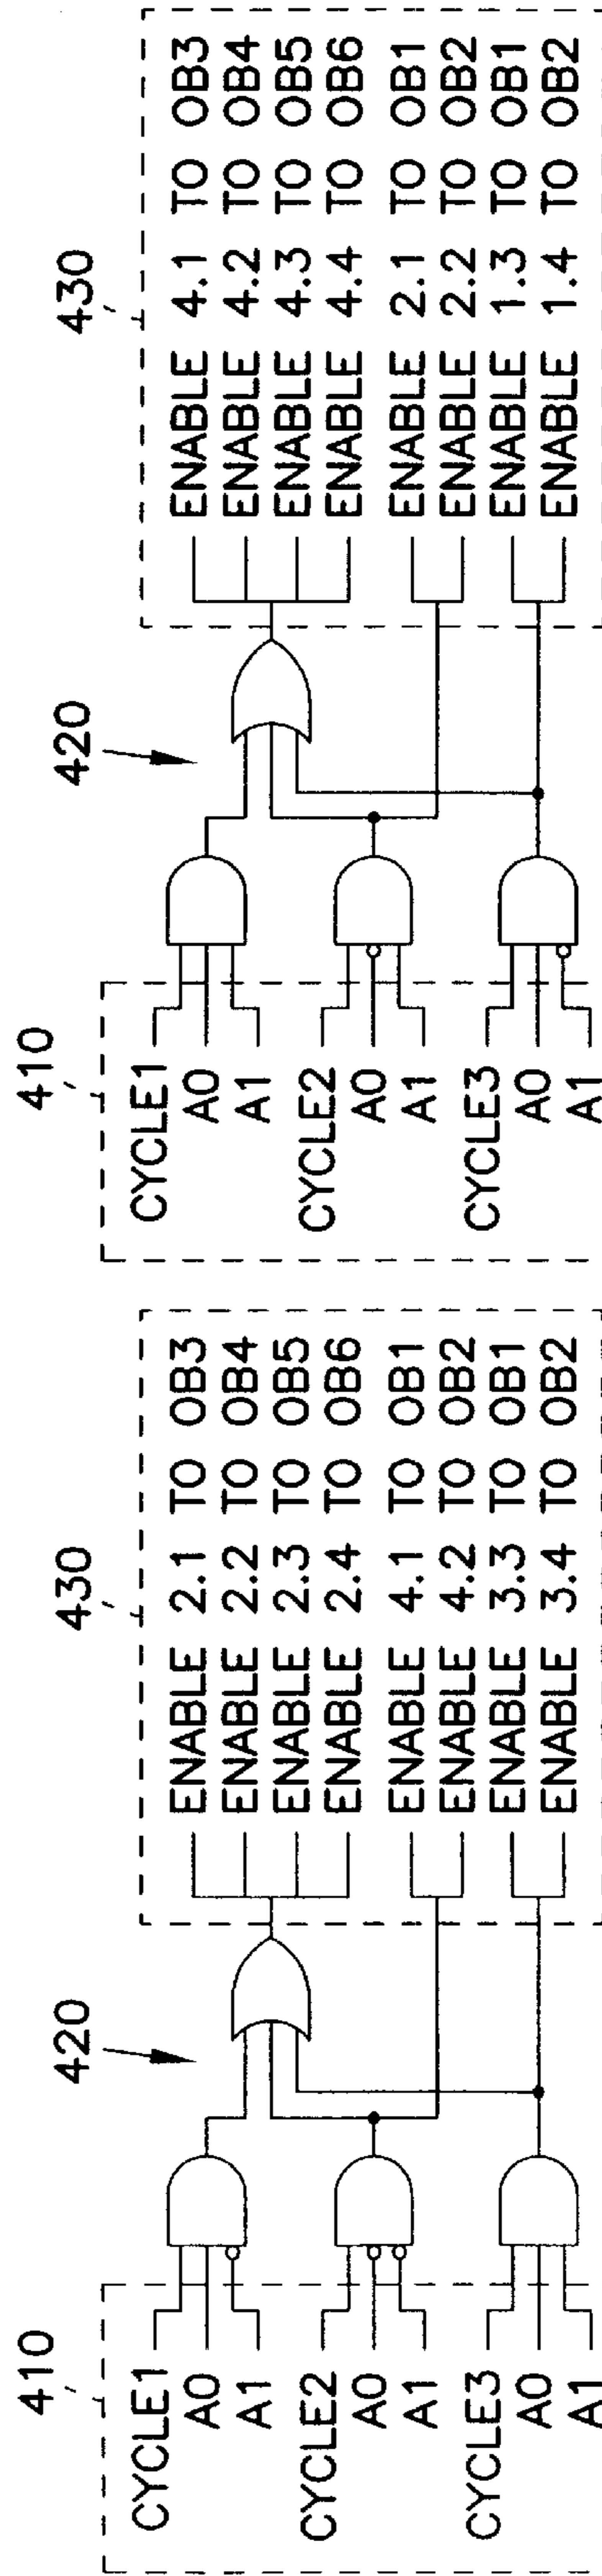 410
420
430
CYCLE1
A0
A1
CYCLE2
A0
A1
CYCLE3
A0
A1
ENABLE 2.1 TO OB3
ENABLE 2.2 TO OB4
ENABLE 2.3 TO OB5
ENABLE 2.4 TO OB6
ENABLE 4.1 TO OB1
ENABLE 4.2 TO OB2
ENABLE 3.3 TO OB1
ENABLE 3.4 TO OB2
410
420
430
CYCLE1
A0
A1
CYCLE2
A0
A1
CYCLE3
A0
A1
ENABLE 4.1 TO OB3
ENABLE 4.2 TO OB4
ENABLE 4.3 TO OB5
ENABLE 4.4 TO OB6
ENABLE 2.1 TO OB1
ENABLE 2.2 TO OB2
ENABLE 1.3 TO OB1
ENABLE 1.4 TO OB2